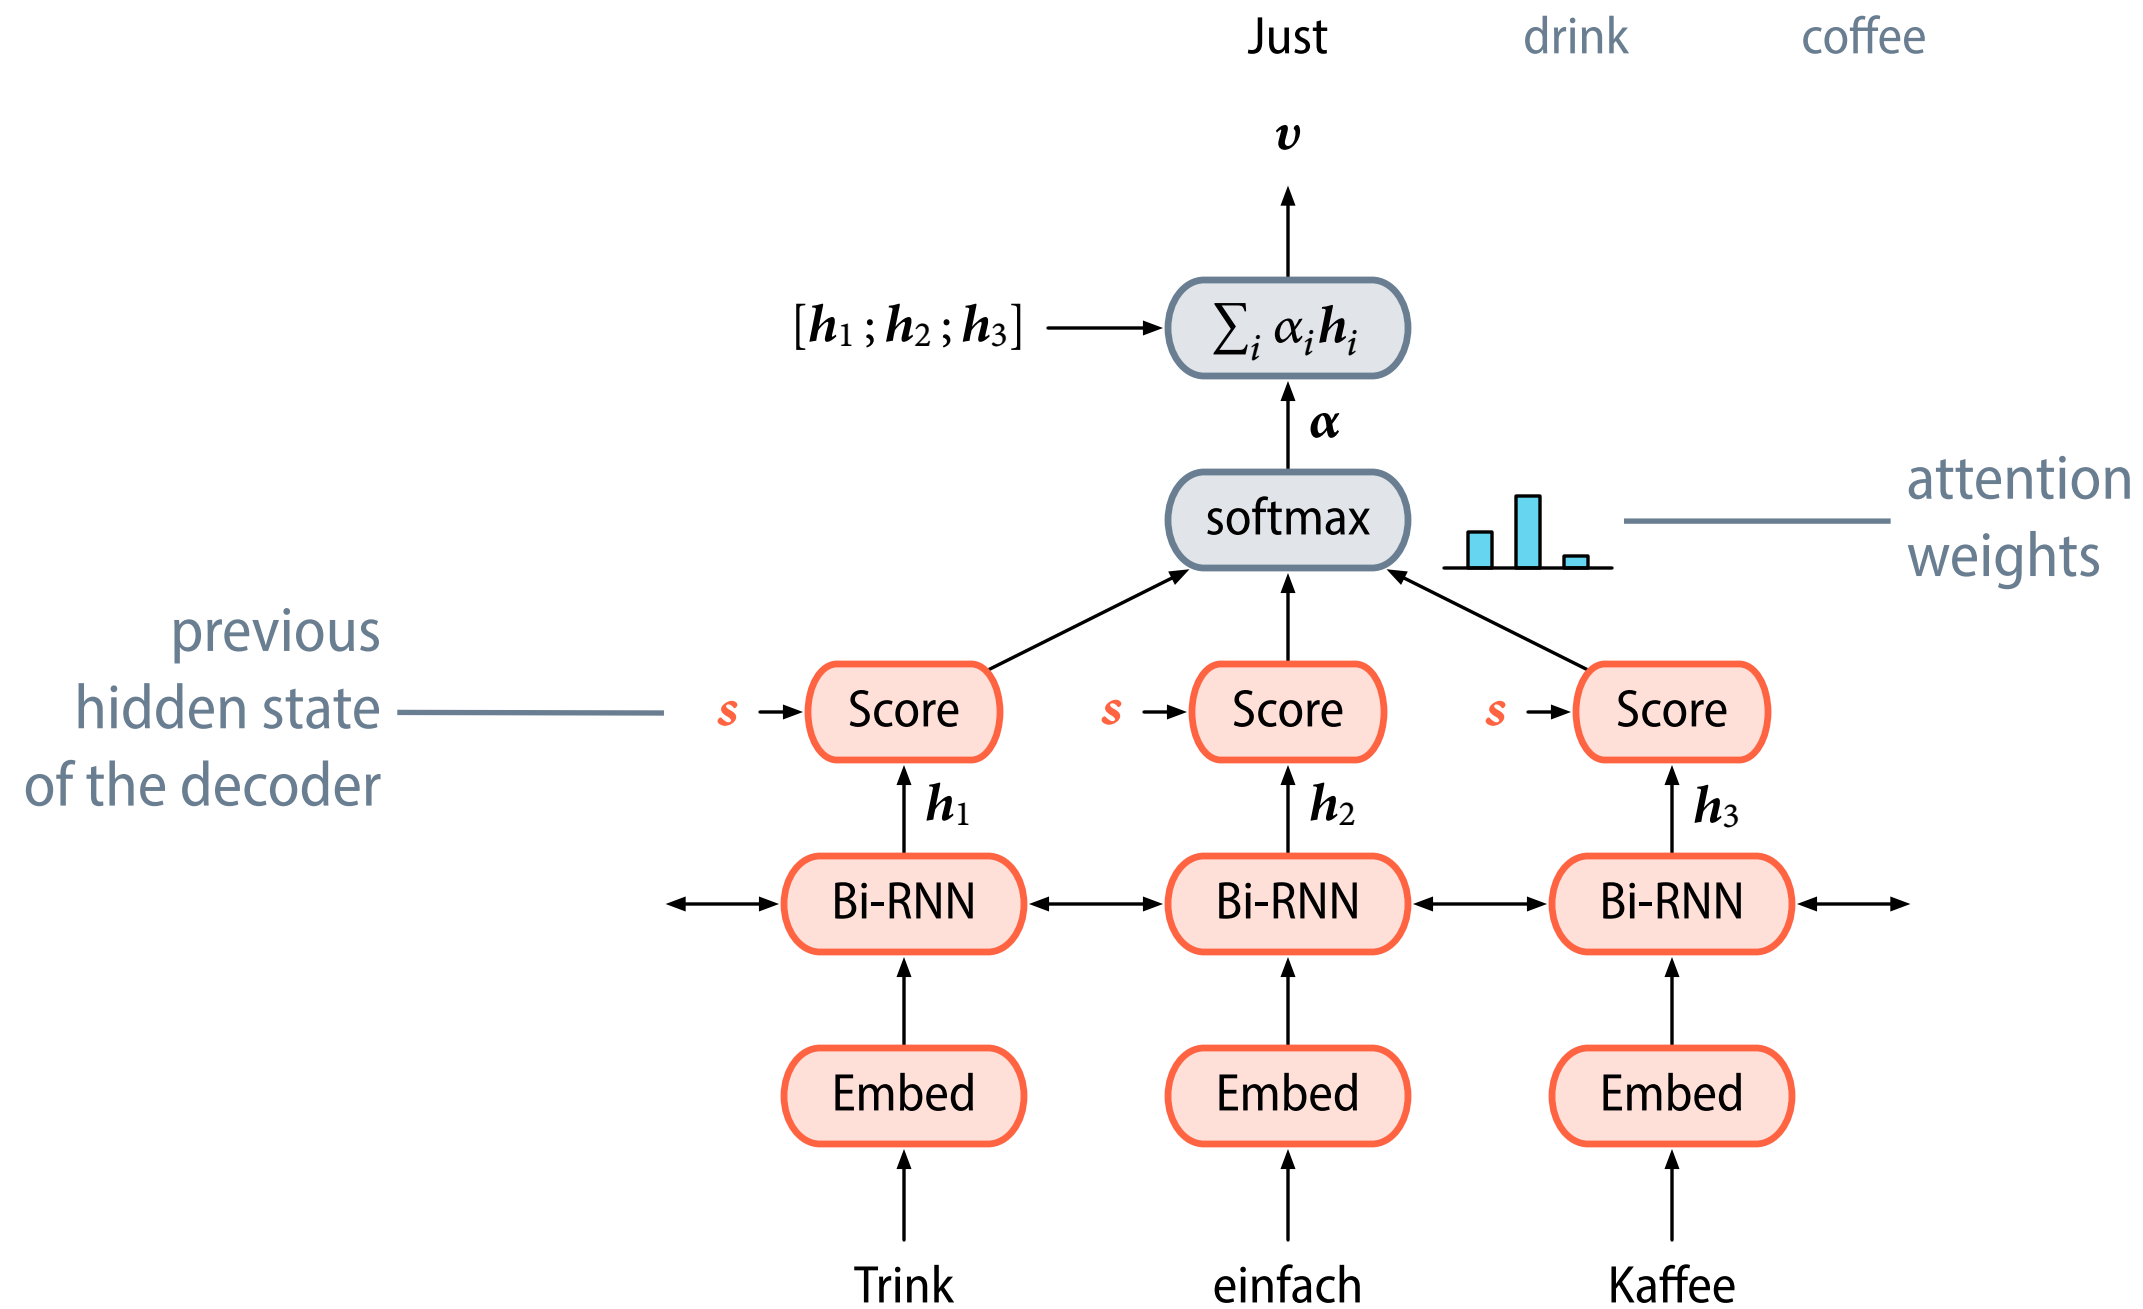 Just drink coffee
v
[h1 ; h2 ; h3]
∑i αihi
α
softmax
attention
weights
previous
hidden state
of the decoder
s Score s Score s Score
h1 h2 h3
Bi-RNN Bi-RNN Bi-RNN
Embed Embed Embed
Trink einfach Kaffee